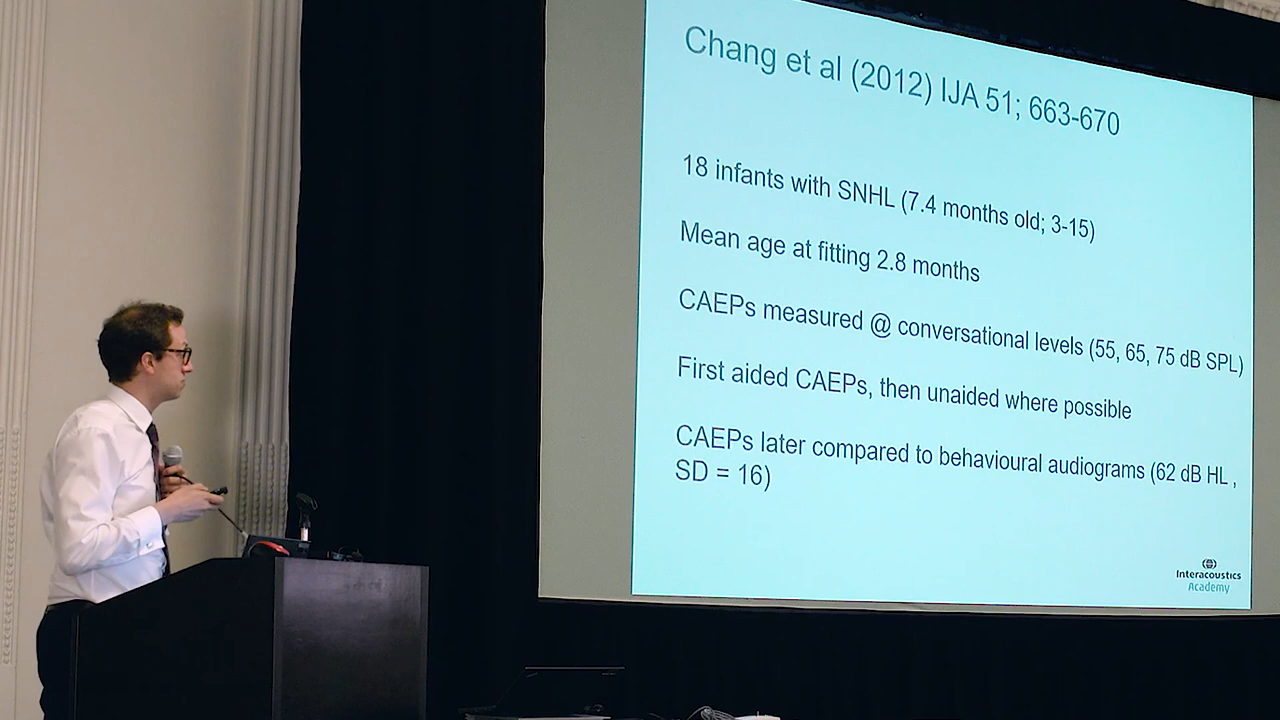 Chang et al (2012) IJA 51; 663-670
18 infants with SNHL (7.4 months old; 3-15)
Mean age at fitting 2.8 months
CAEPs measured @ conversational levels (55, 65, 75 dB SPL)
First aided CAEPs, then unaided where possible
CAEPs later compared to behavioural audiograms (62 dB HL ,
SD = 16)
Interacoustics
Academy